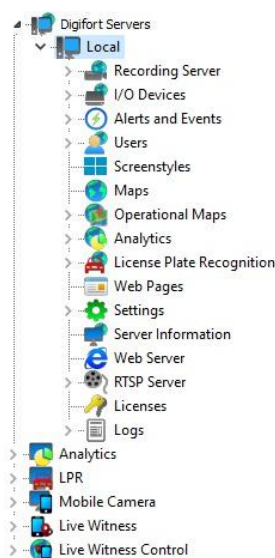 Digifort Servers
Local
Recording Server
I/O Devices
Alerts and Events
Users
Screenstyles
Maps
Operational Maps
Analytics
License Plate Recognition
Web Pages
Settings
Server Information
Web Server
RTSP Server
Licenses
Logs
Analytics
LPR
Mobile Camera
Live Witness
Live Witness Control